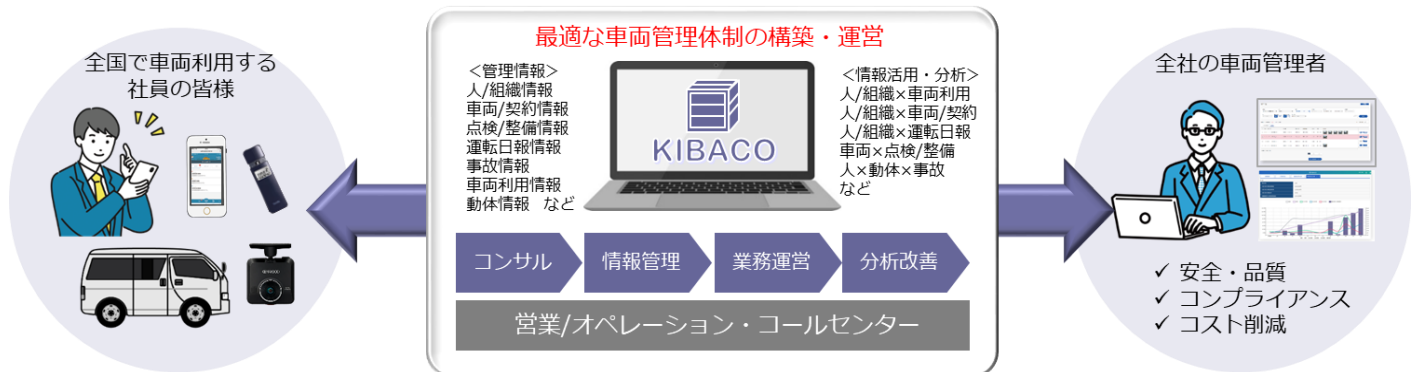 全国で車両利用する
社員の皆様
最適な車両管理体制の構築・運営
<管理情報>
人/組織情報
車両/契約情報
点検/整備情報
運転日報情報
事故情報
車両利用情報
動体情報　など
KIBACO
<情報活用・分析>
人/組織×車両利用
人/組織×車両/契約
人/組織×運転日報
車両×点検/整備
人×動体×事故
など
コンサル
情報管理
業務運営
分析改善
営業/オペレーション・コールセンター
全社の車両管理者
✓ 安全・品質
✓ コンプライアンス
✓ コスト削減